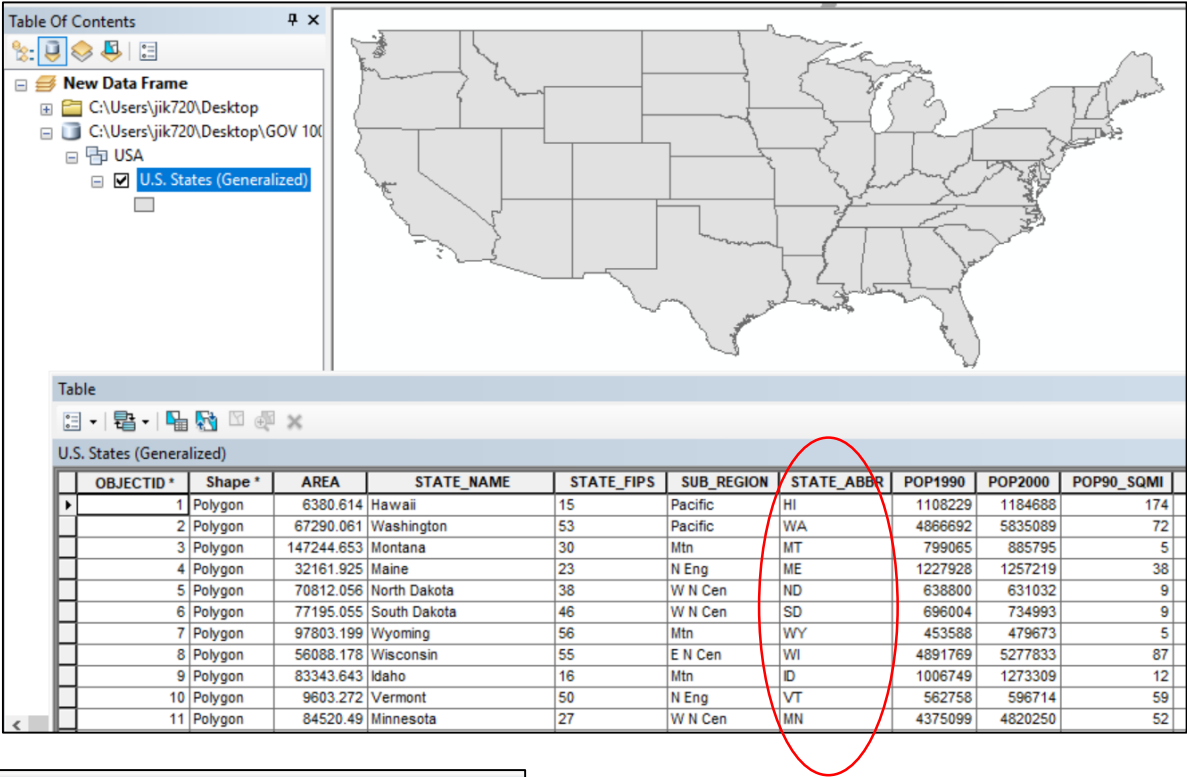 Table Of Contents
New Data Frame
C:\Users\jik720\Desktop
C:\Users\jik720\Desktop\GOV 100
USA
U.S. States (Generalized)
Table
U.S. States (Generalized)
OBJECTID * Shape * AREA STATE_NAME STATE_FIPS SUB_REGION STATE_ABBR POP1990 POP2000 POP90_SQMI
1 Polygon 6380.614 Hawaii 15 Pacific HI 1108229 1184688 174
2 Polygon 67290.061 Washington 53 Pacific WA 4866692 5835089 72
3 Polygon 147244.653 Montana 30 Mtn MT 799065 885795 5
4 Polygon 32161.925 Maine 23 N Eng ME 1227928 1257219 38
5 Polygon 70812.056 North Dakota 38 W N Cen ND 638800 631032 9
6 Polygon 77195.055 South Dakota 46 W N Cen SD 696004 734993 9
7 Polygon 97803.199 Wyoming 56 Mtn WY 453588 479673 5
8 Polygon 56088.178 Wisconsin 55 E N Cen WI 4891769 5277833 87
9 Polygon 83343.643 Idaho 16 Mtn ID 1006749 1273309 12
10 Polygon 9603.272 Vermont 50 N Eng VT 562758 596714 59
11 Polygon 84520.49 Minnesota 27 W N Cen MN 4375099 4820250 52